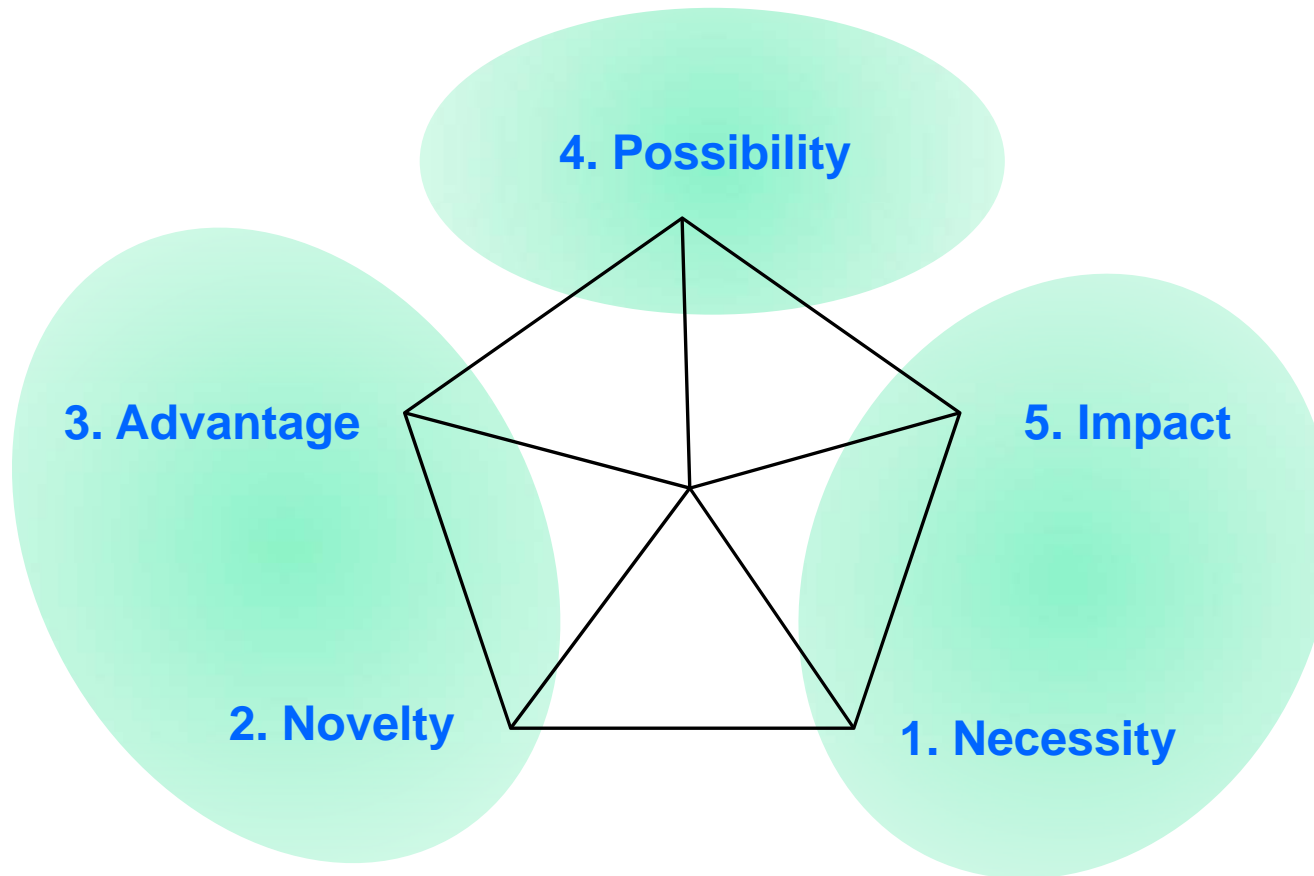 4. Possibility
3. Advantage
5. Impact
2. Novelty
1. Necessity